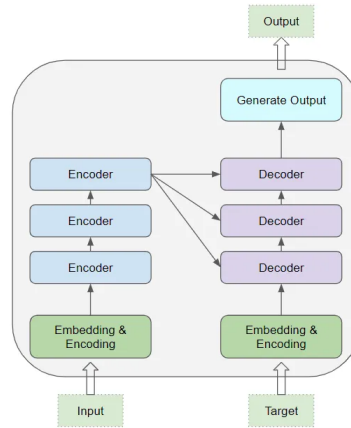 Output
Generate Output
Encoder
Decoder
Encoder
Decoder
Encoder
Decoder
Embedding &
Encoding
Embedding &
Encoding
Input
Target